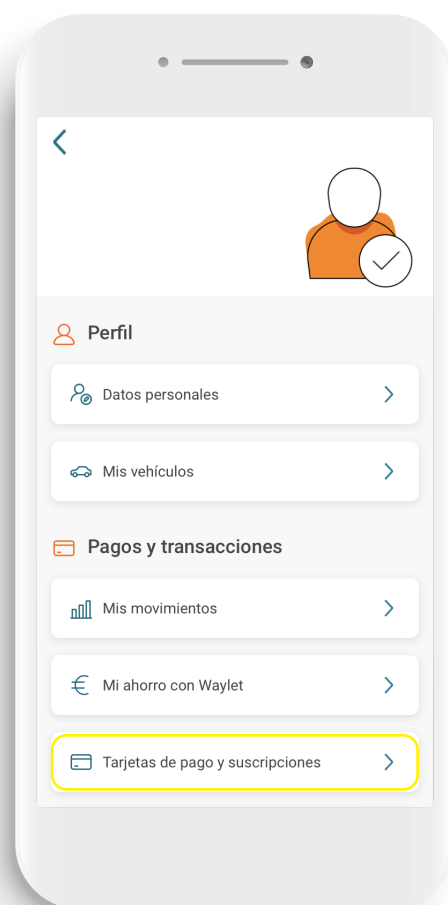 Perfil
Datos personales
Mis vehículos
Pagos y transacciones
Mis movimientos
Mi ahorro con Waylet
Tarjetas de pago y suscripciones